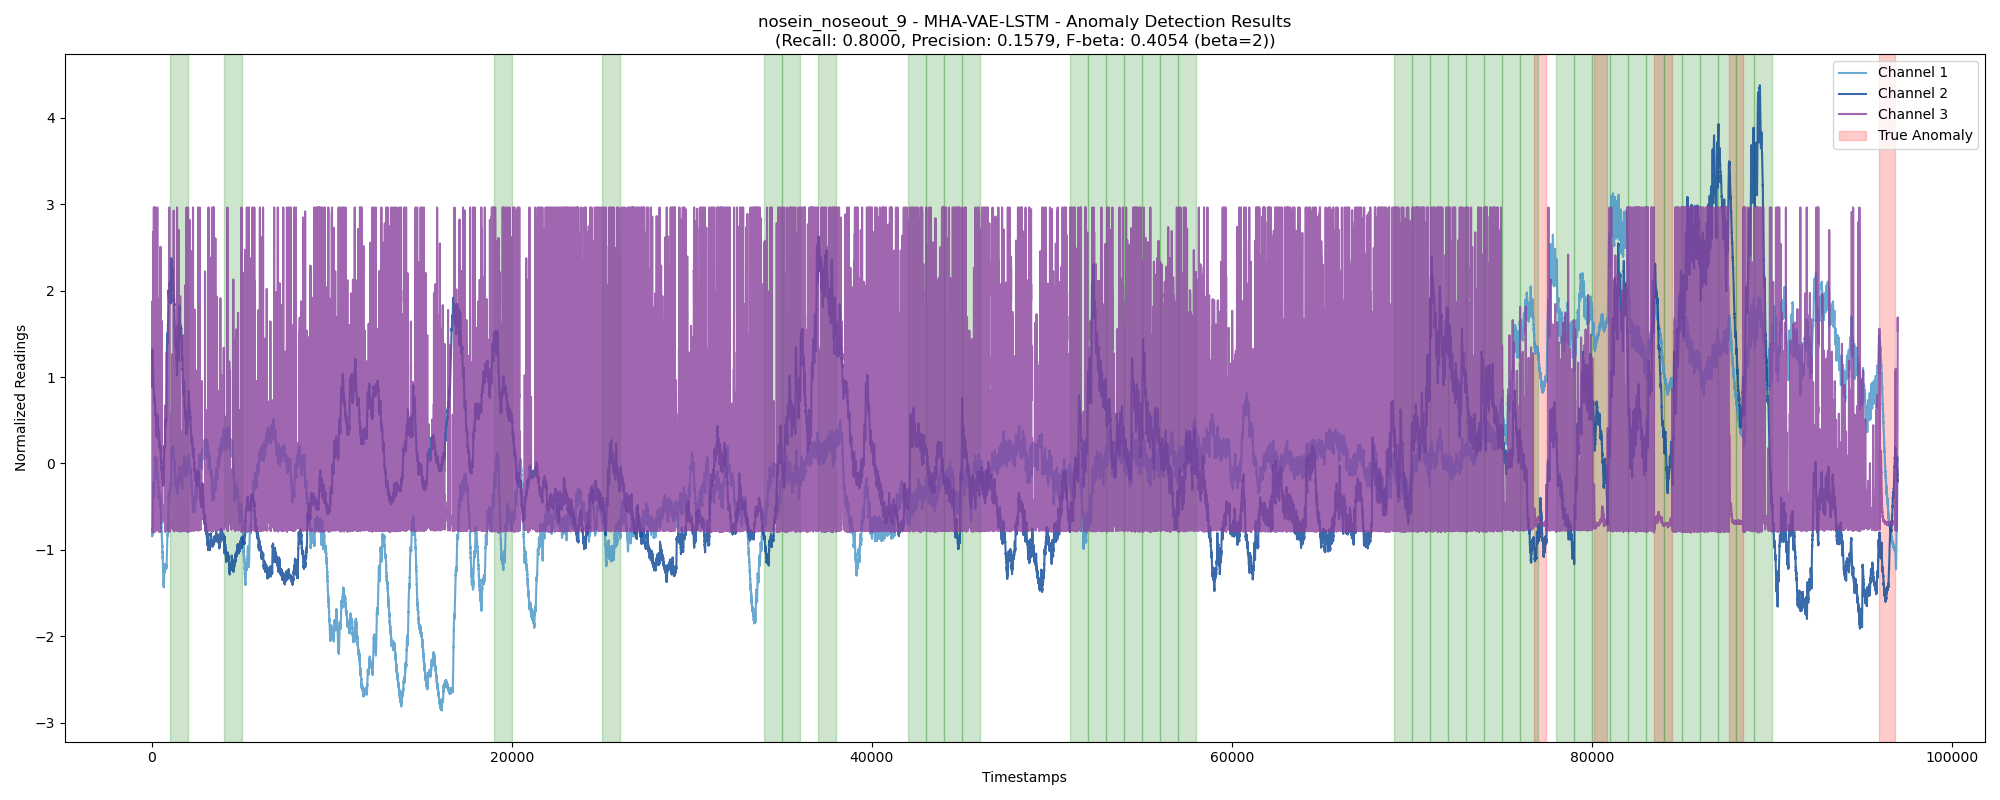 nosein_noseout_9 - MHA-VAE-LSTM - Anomaly Detection Results
(Recall: 0.8000, Precision: 0.1579, F-beta: 0.4054 (beta=2))
Channel 1
Channel 2
Channel 3
True Anomaly
Normalized Readings
4
3
2
1
0
−1
−2
−3
0
20000
40000
60000
80000
100000
Timestamps